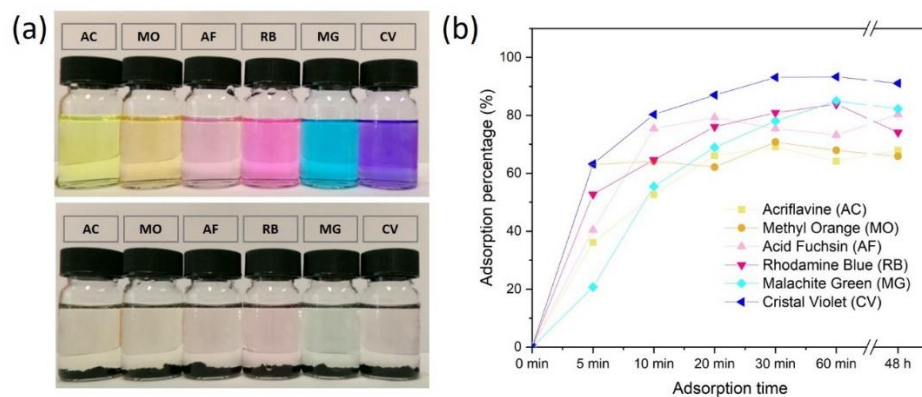 (a)
AC MO AF RB MG CV
AC MO AF RB MG CV
(b)
Adsorption percentage (%)
100
80
60
40
20
0
Acriflavine (AC)
Methyl Orange (MO)
Acid Fuchsin (AF)
Rhodamine Blue (RB)
Malachite Green (MG)
Cristal Violet (CV)
0 min 5 min 10 min 20 min 30 min 60 min 48 h
Adsorption time